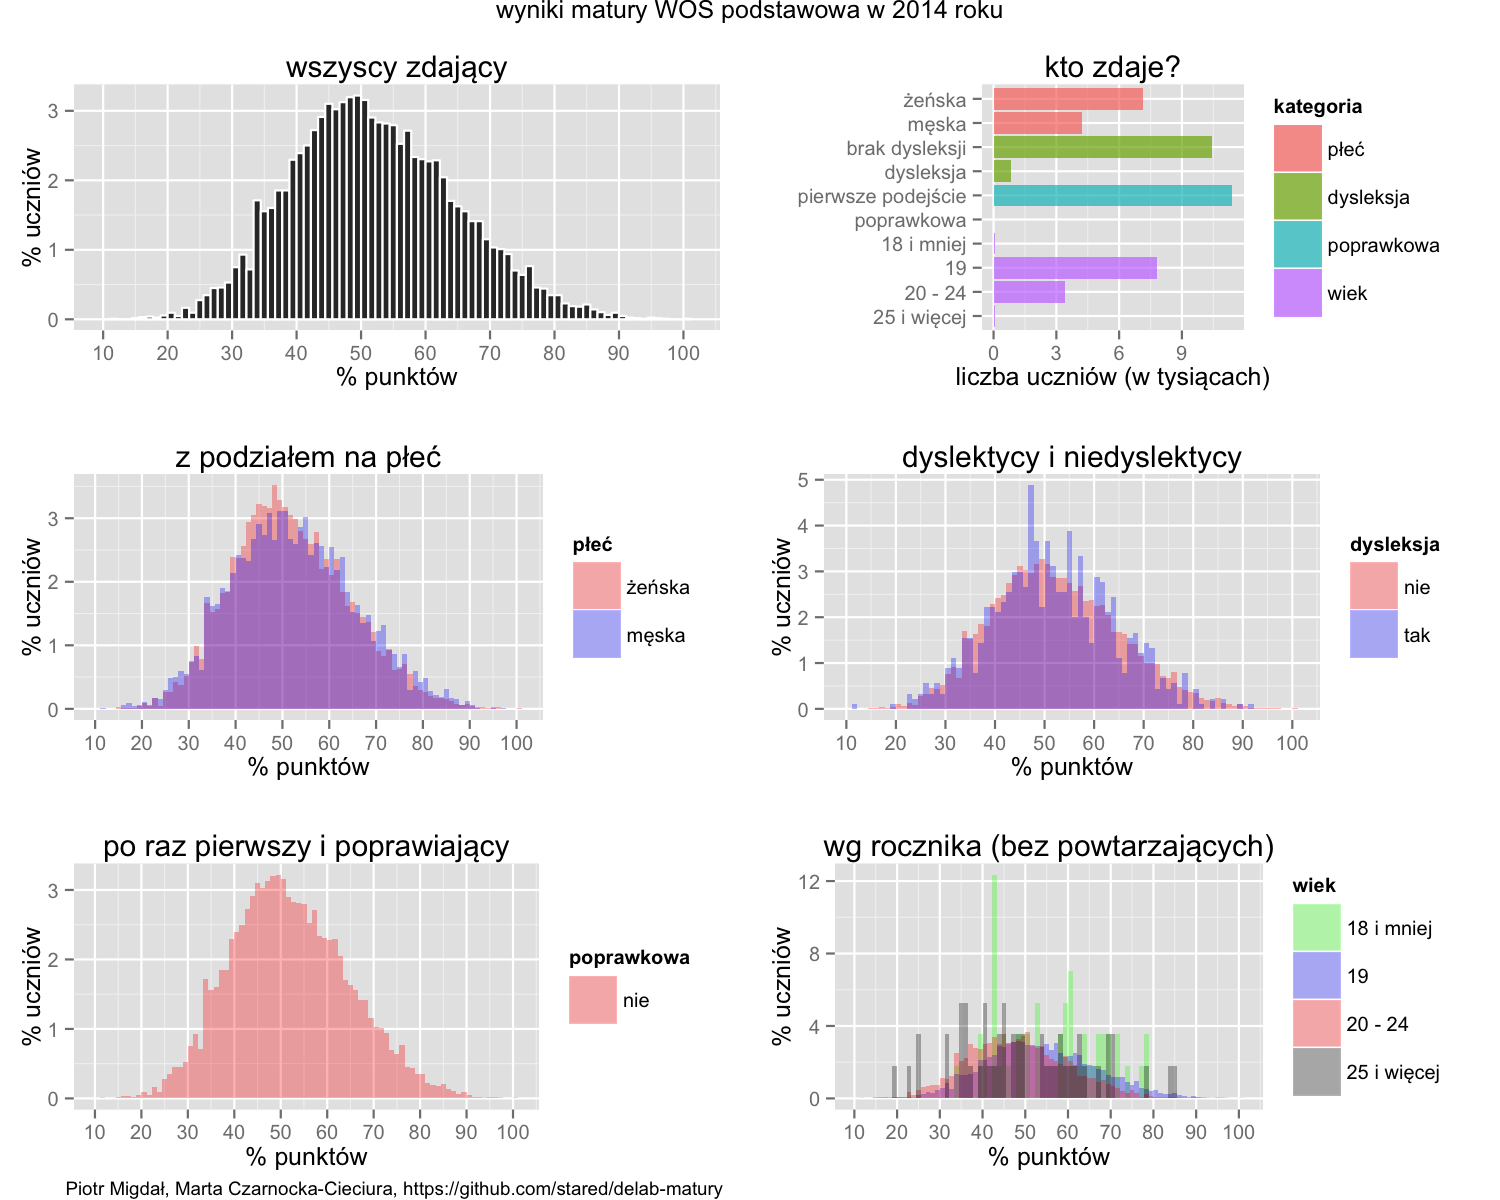 wyniki matury WOS podstawowa w 2014 roku
wszyscy zdający
% uczniów
3
2
1
0
10 20 30 40 50 60 70 80 90 100
% punktów
kto zdaje?
żeńska
męska
brak dysleksji
dysleksja
pierwsze podejście
poprawkowa
18 i mniej
19
20 - 24
25 i więcej
0 3 6 9
liczba uczniów (w tysiącach)
kategoria
płeć
dysleksja
poprawkowa
wiek
z podziałem na płeć
% uczniów
3
2
1
0
10 20 30 40 50 60 70 80 90 100
% punktów
płeć
żeńska
męska
dyslektycy i niedyslektycy
% uczniów
5
4
3
2
1
0
10 20 30 40 50 60 70 80 90 100
% punktów
dysleksja
nie
tak
po raz pierwszy i poprawiający
% uczniów
3
2
1
0
10 20 30 40 50 60 70 80 90 100
% punktów
poprawkowa
nie
wg rocznika (bez powtarzających)
% uczniów
12
8
4
0
10 20 30 40 50 60 70 80 90 100
% punktów
wiek
18 i mniej
19
20 - 24
25 i więcej
Piotr Migdał, Marta Czarnocka-Cieciura, https://github.com/stared/delab-matury